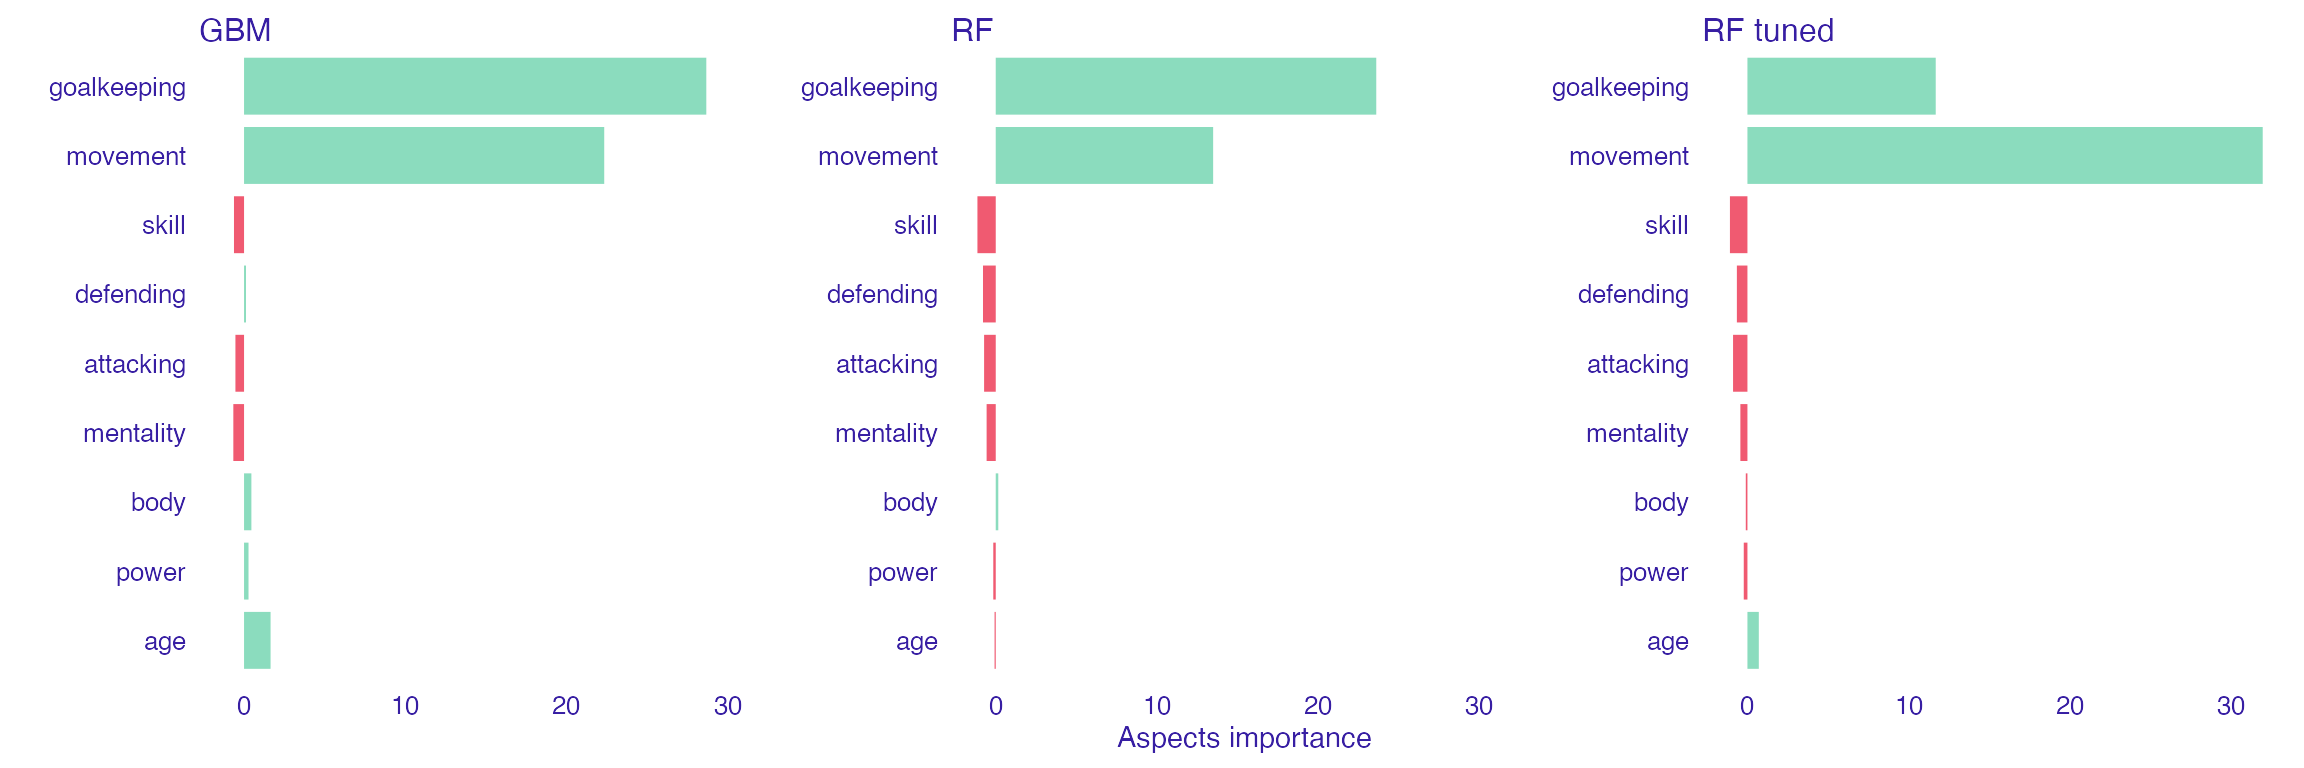 GBM
goalkeeping
movement
skill
defending
attacking
mentality
body
power
age
0 10 20 30
RF
goalkeeping
movement
skill
defending
attacking
mentality
body
power
age
0 10 20 30
RF tuned
goalkeeping
movement
skill
defending
attacking
mentality
body
power
age
0 10 20 30
Aspects importance